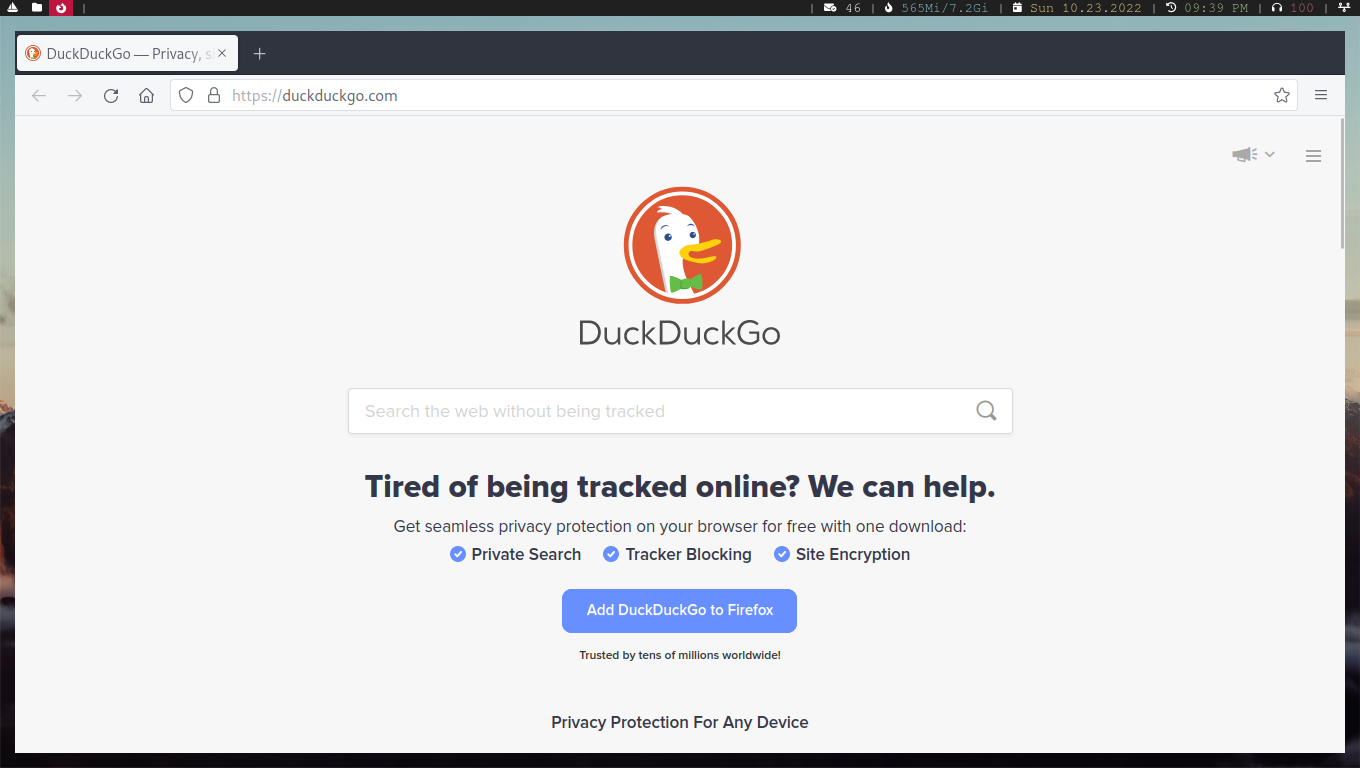 | | 46 | 565Mi/7.2Gi | Sun 10.23.2022 | 09:39 PM | 100 |
DuckDuckGo — Privacy, s
https://duckduckgo.com
DuckDuckGo
Search the web without being tracked
Tired of being tracked online? We can help.
Get seamless privacy protection on your browser for free with one download:
Private Search Tracker Blocking Site Encryption
Add DuckDuckGo to Firefox
Trusted by tens of millions worldwide!
Privacy Protection For Any Device